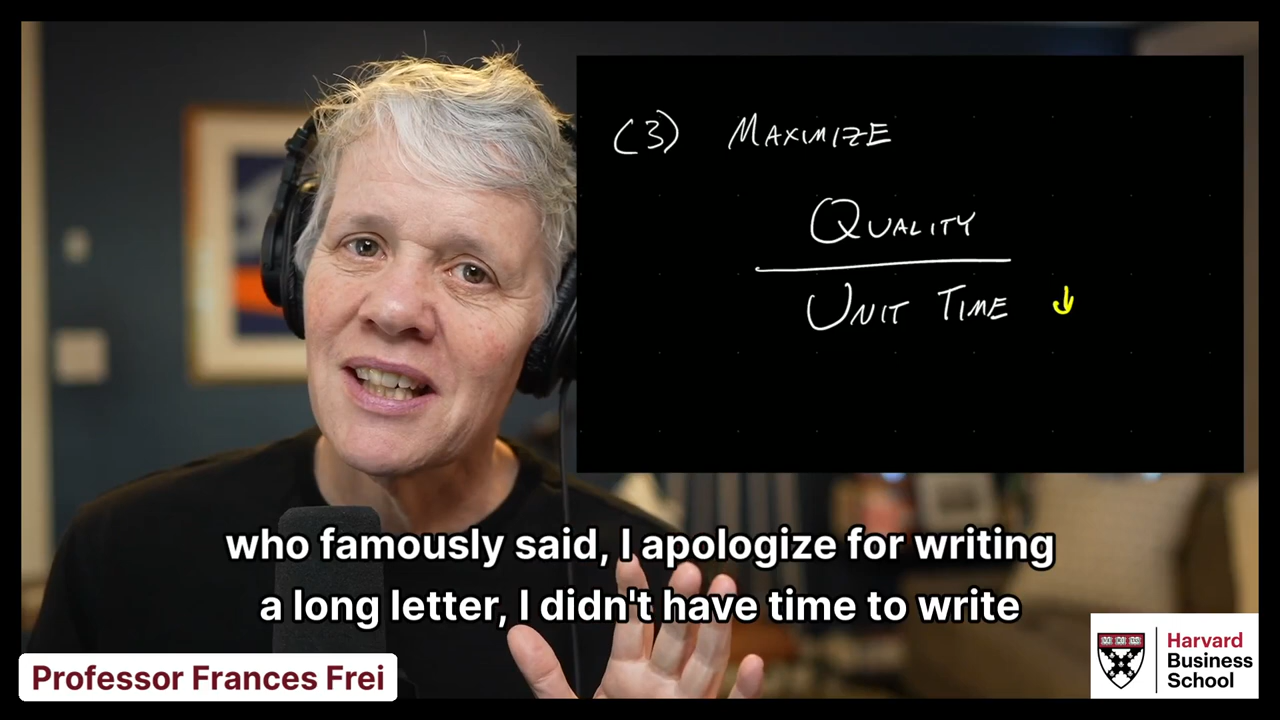 (3) MAXIMIZE
QUALITY
UNIT TIME
who famously said, I apologize for writing
a long letter, I didn't have time to write
Professor Frances Frei
Harvard
Business
School